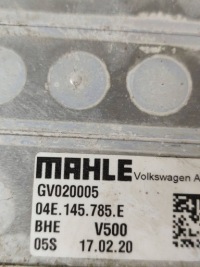 MAHLE Volkswagen A
GV020005
04E.145.785.E
BHE V500
05S 17.02.20